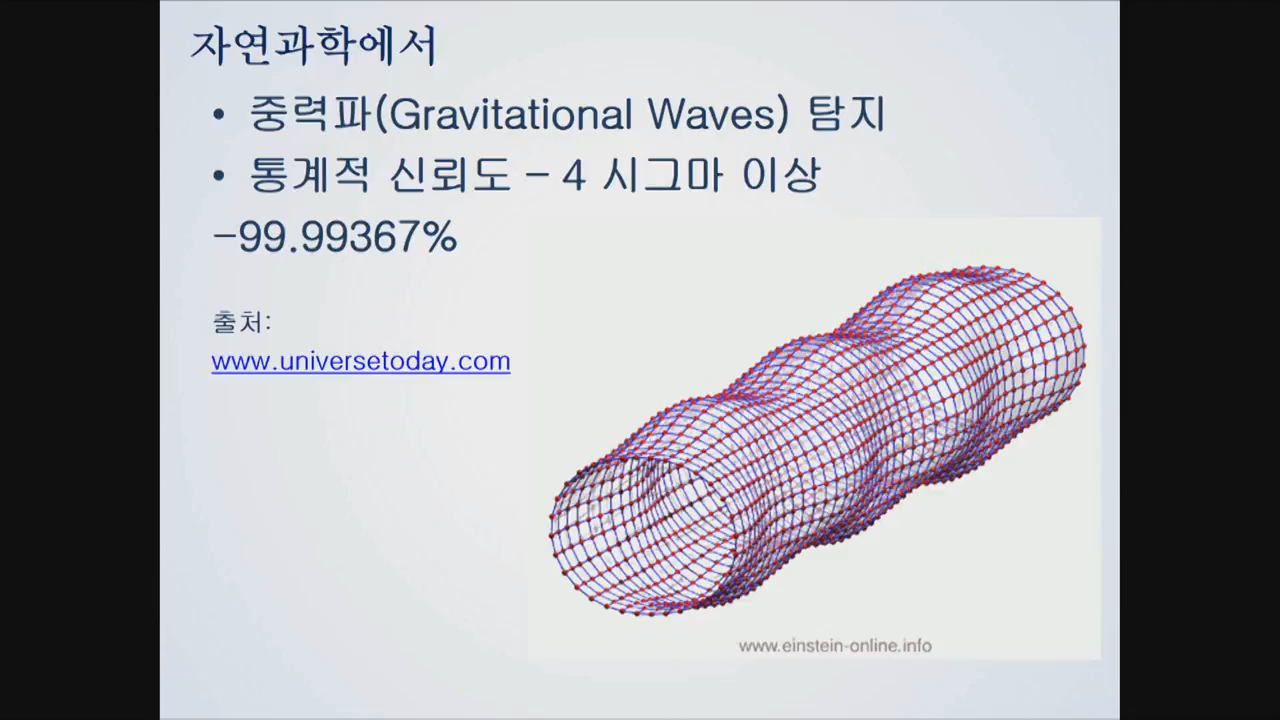 자연과학에서
• 중력파(Gravitational Waves) 탐지
• 통계적 신뢰도 – 4 시그마 이상
-99.99367%
출처:
www.universetoday.com
www.einstein-online.info